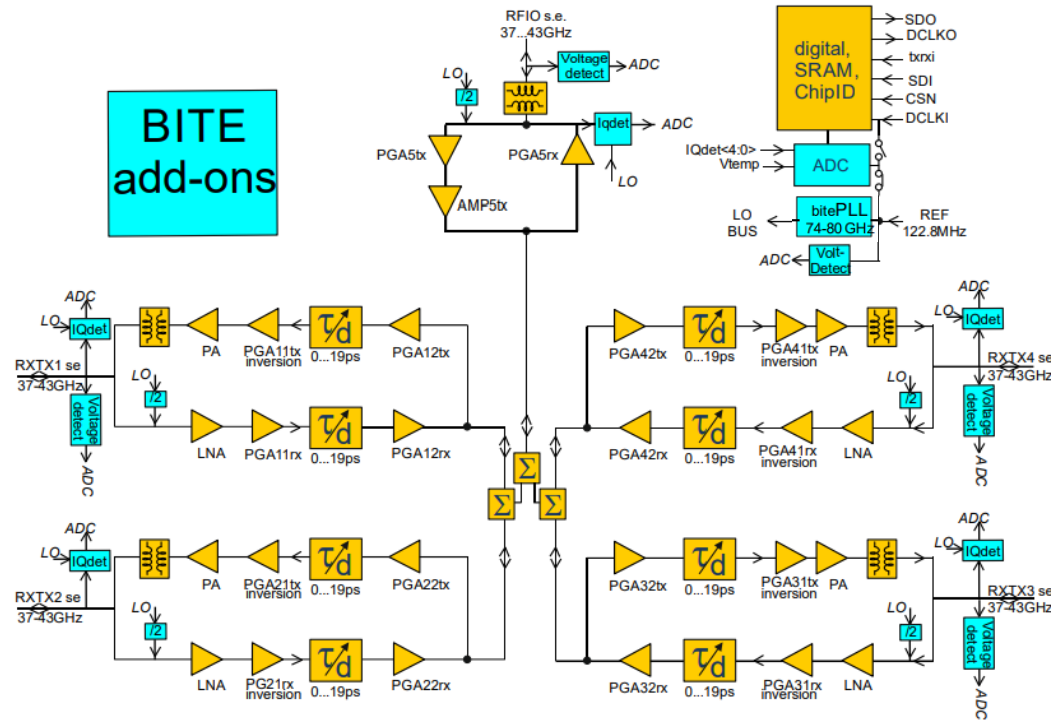 RFIO s.e.
37...43GHz
LO
/2
Voltage
detect
ADC
PGA5tx
PGA5rx
Iqdet
ADC
LO
AMP5tx
BITE
add-ons
digital,
SRAM,
ChipID
SDO
DCLKO
txrxi
SDI
CSN
DCLKI
IQdet<4:0>
Vtemp
ADC
LO
BUS
bitePLL
74-80 GHz
REF
122.8MHz
ADC
Volt-
Detect
ADC
LO
IQdet
RXTX1 se
37-43GHz
Voltage
detect
ADC
PA
PGA11tx
inversion
τ/d
0...19ps
PGA12tx
LO
/2
LNA
PGA11rx
inversion
τ/d
0...19ps
PGA12rx
PGA42tx
τ/d
0...19ps
PGA41tx
inversion
PA
LO
/2
PGA42rx
τ/d
0...19ps
PGA41rx
inversion
LNA
ADC
LO
IQdet
RXTX4 se
37-43GHz
Voltage
detect
ADC
Σ
Σ
Σ
ADC
LO
IQdet
RXTX2 se
37-43GHz
PA
PGA21tx
inversion
τ/d
0...19ps
PGA22tx
LO
/2
LNA
PG21rx
inversion
τ/d
0...19ps
PGA22rx
PGA32tx
τ/d
0...19ps
PGA31tx
inversion
PA
LO
/2
PGA32rx
τ/d
0...19ps
PGA31rx
inversion
LNA
ADC
LO
IQdet
RXTX3 se
37-43GHz
Voltage
detect
ADC